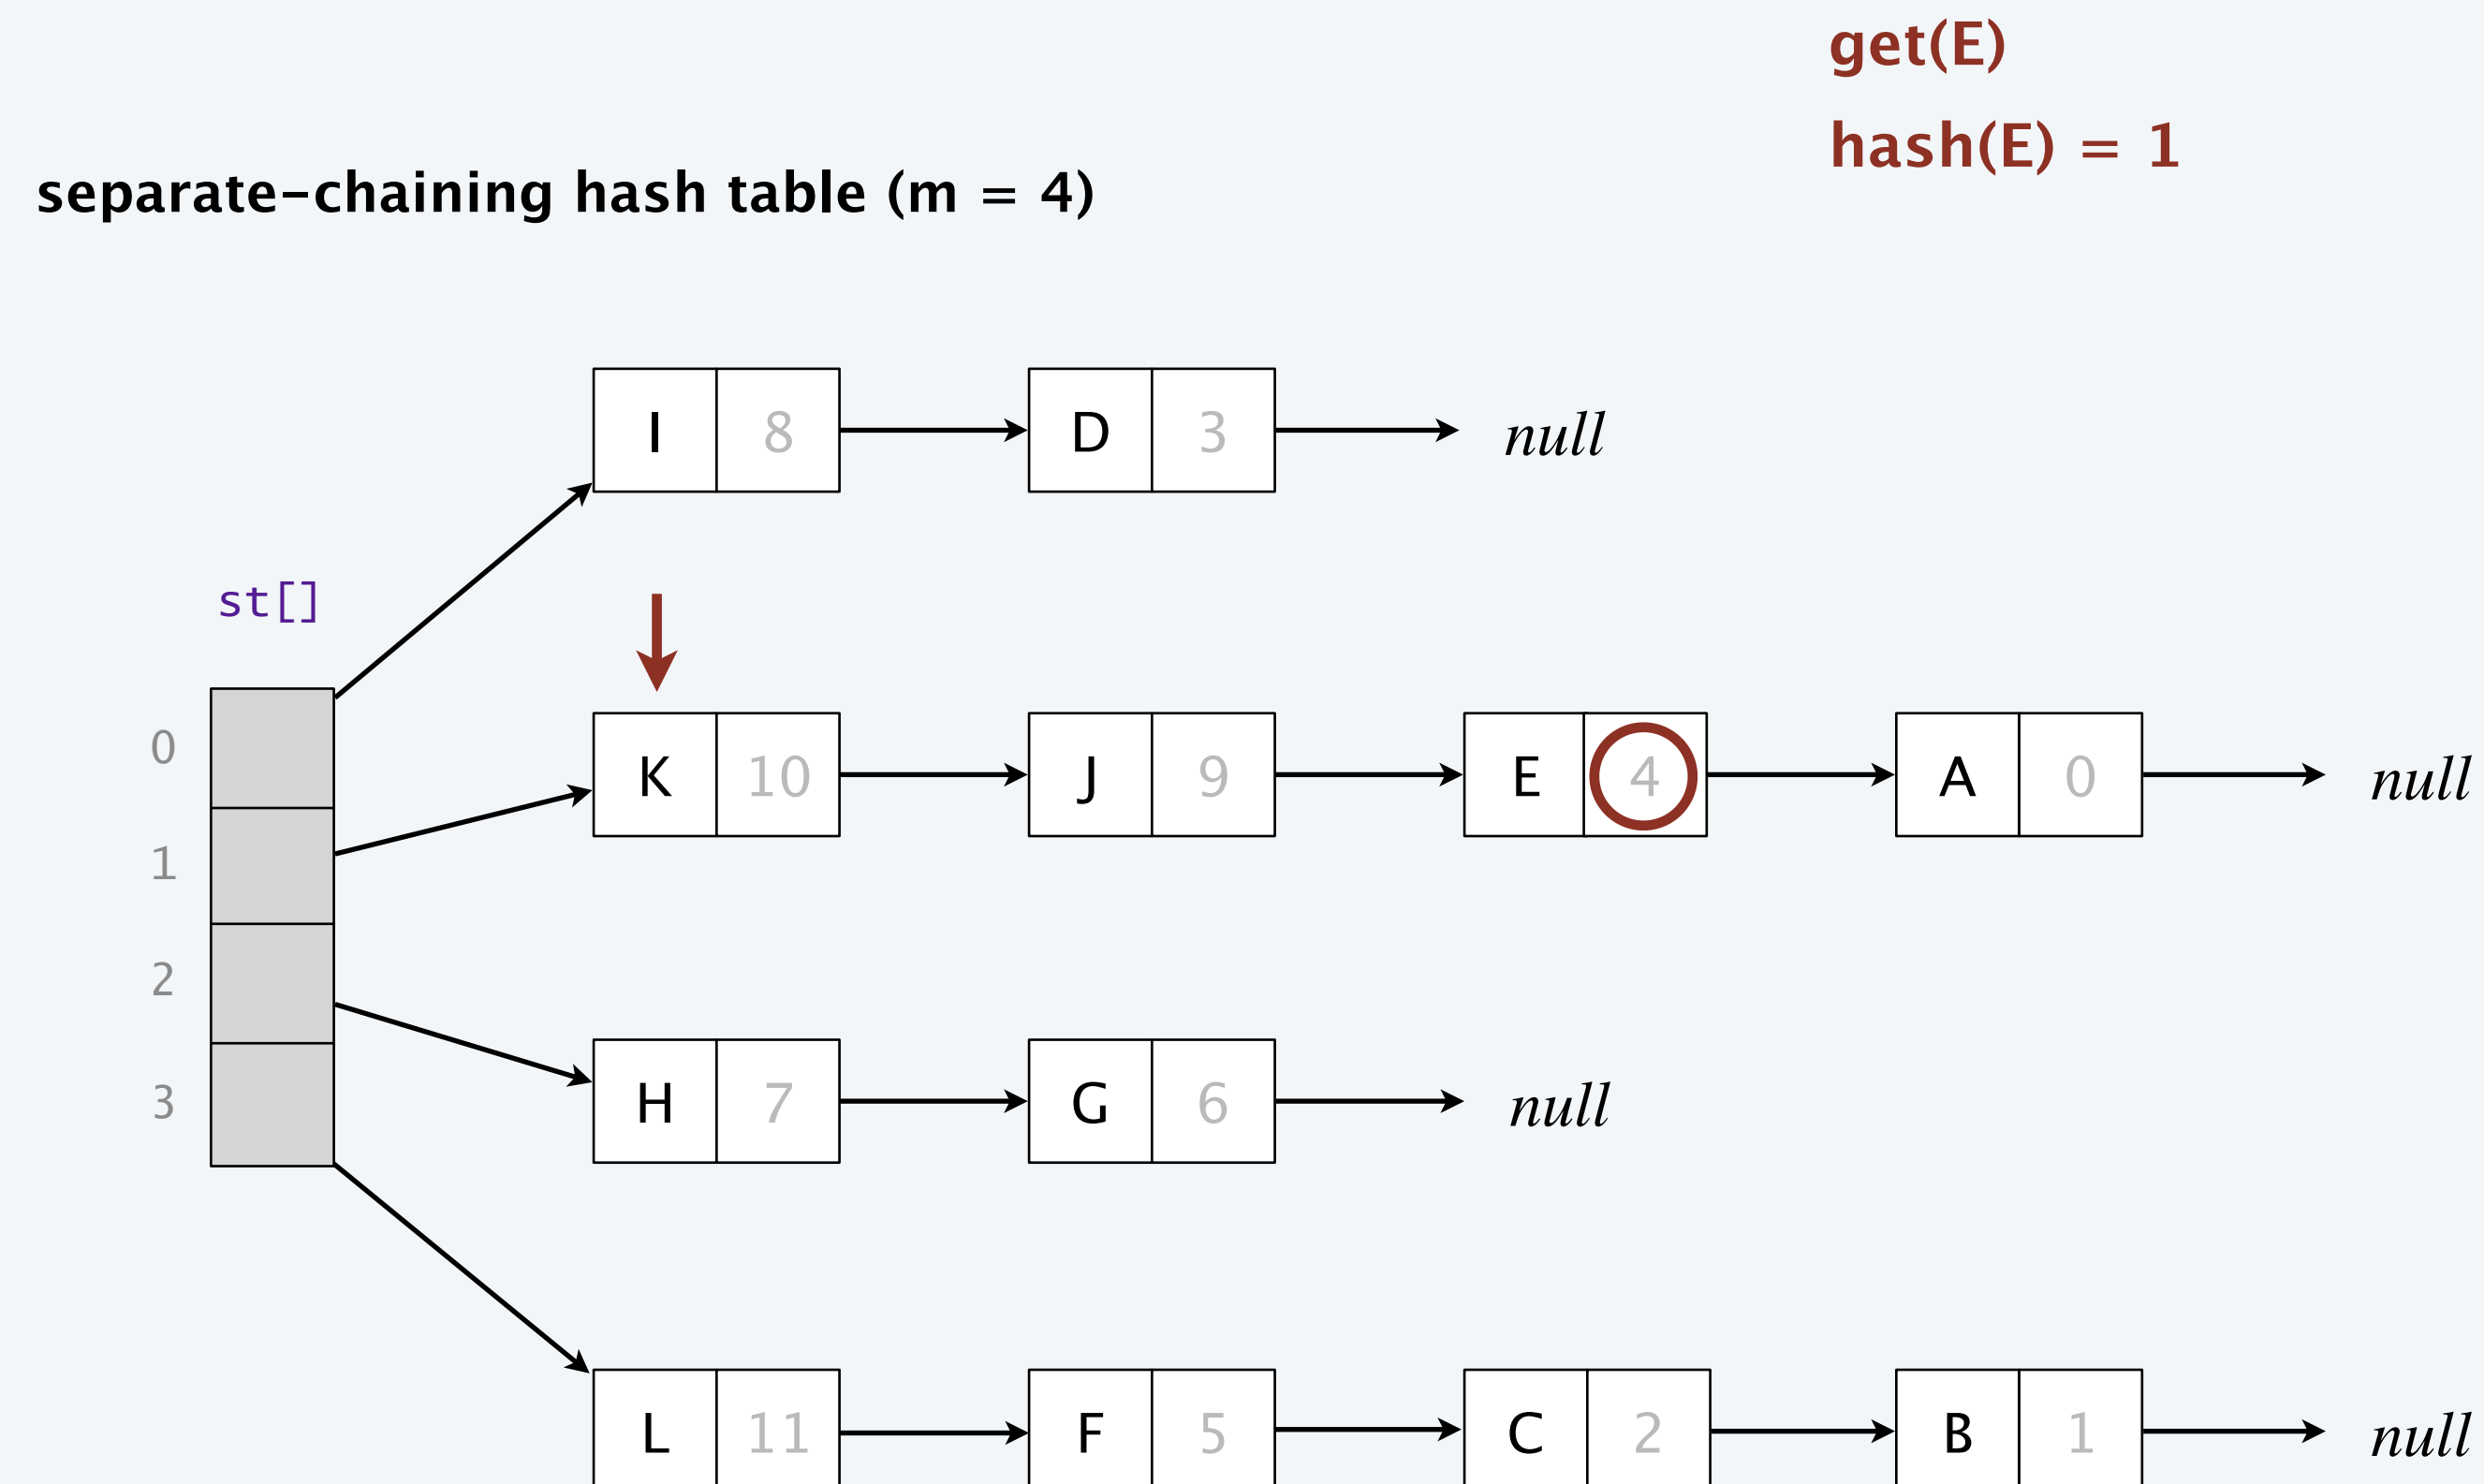 get(E)
hash(E) = 1
separate-chaining hash table (m = 4)
I 8 D 3 null
st[]
0
K 10 J 9 E 4 A 0 null
1
2
H 7 G 6 null
3
L 11 F 5 C 2 B 1 null